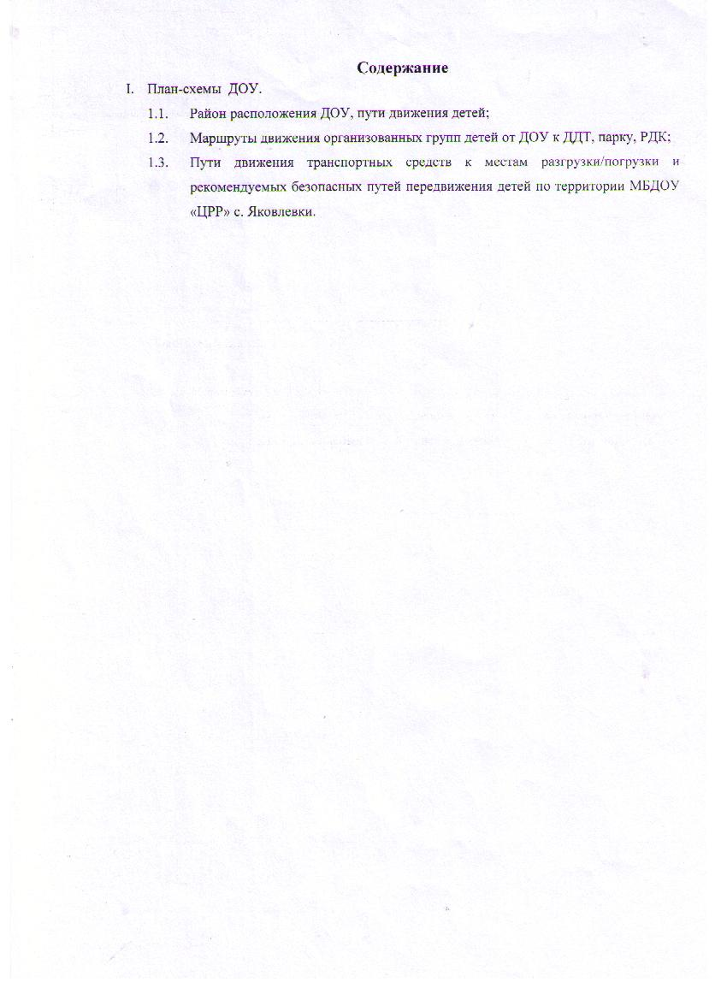 Содержание
I. План-схемы ДОУ.
1.1. Район расположения ДОУ, пути движения детей;
1.2. Маршруты движения организованных групп детей от ДОУ к ДДТ, парку, РДК;
1.3. Пути движения транспортных средств к местам разгрузки/погрузки и
рекомендуемых безопасных путей передвижения детей по территории МБДОУ
«ЦРР» с. Яковлевки.